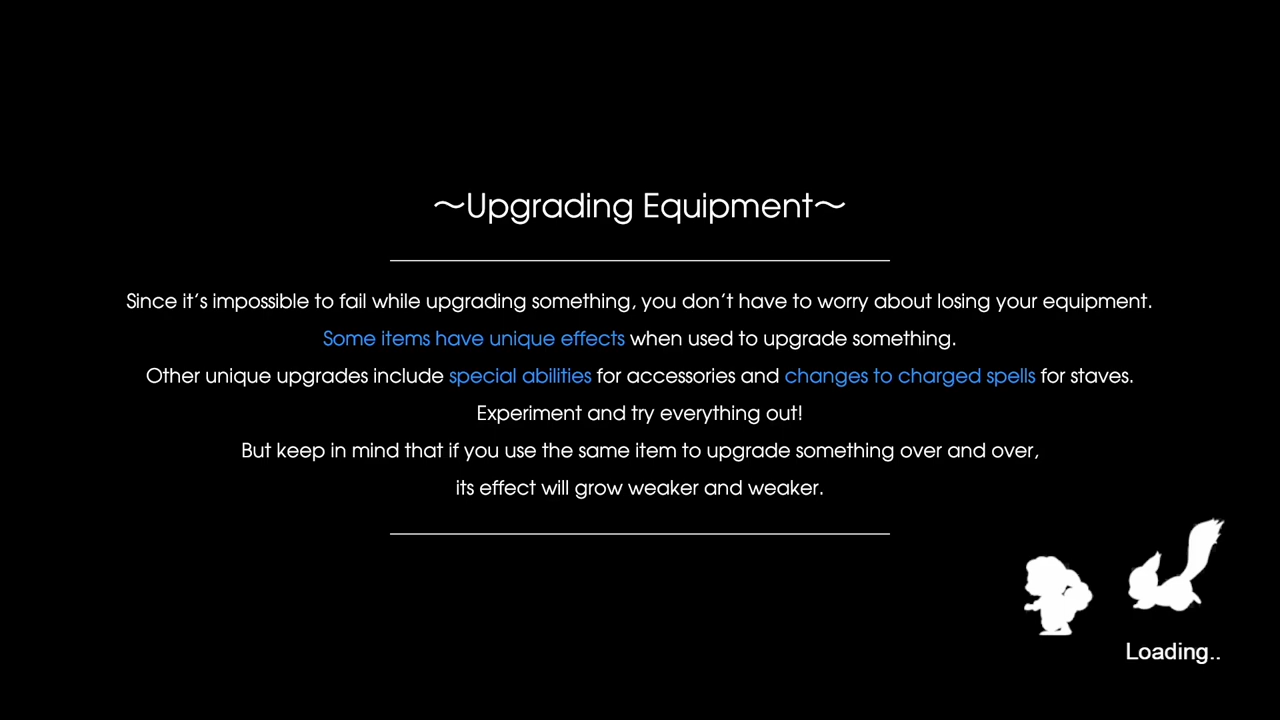 ～Upgrading Equipment～
Since it's impossible to fail while upgrading something, you don't have to worry about losing your equipment.
Some items have unique effects when used to upgrade something.
Other unique upgrades include special abilities for accessories and changes to charged spells for staves.
Experiment and try everything out!
But keep in mind that if you use the same item to upgrade something over and over,
its effect will grow weaker and weaker.
Loading..